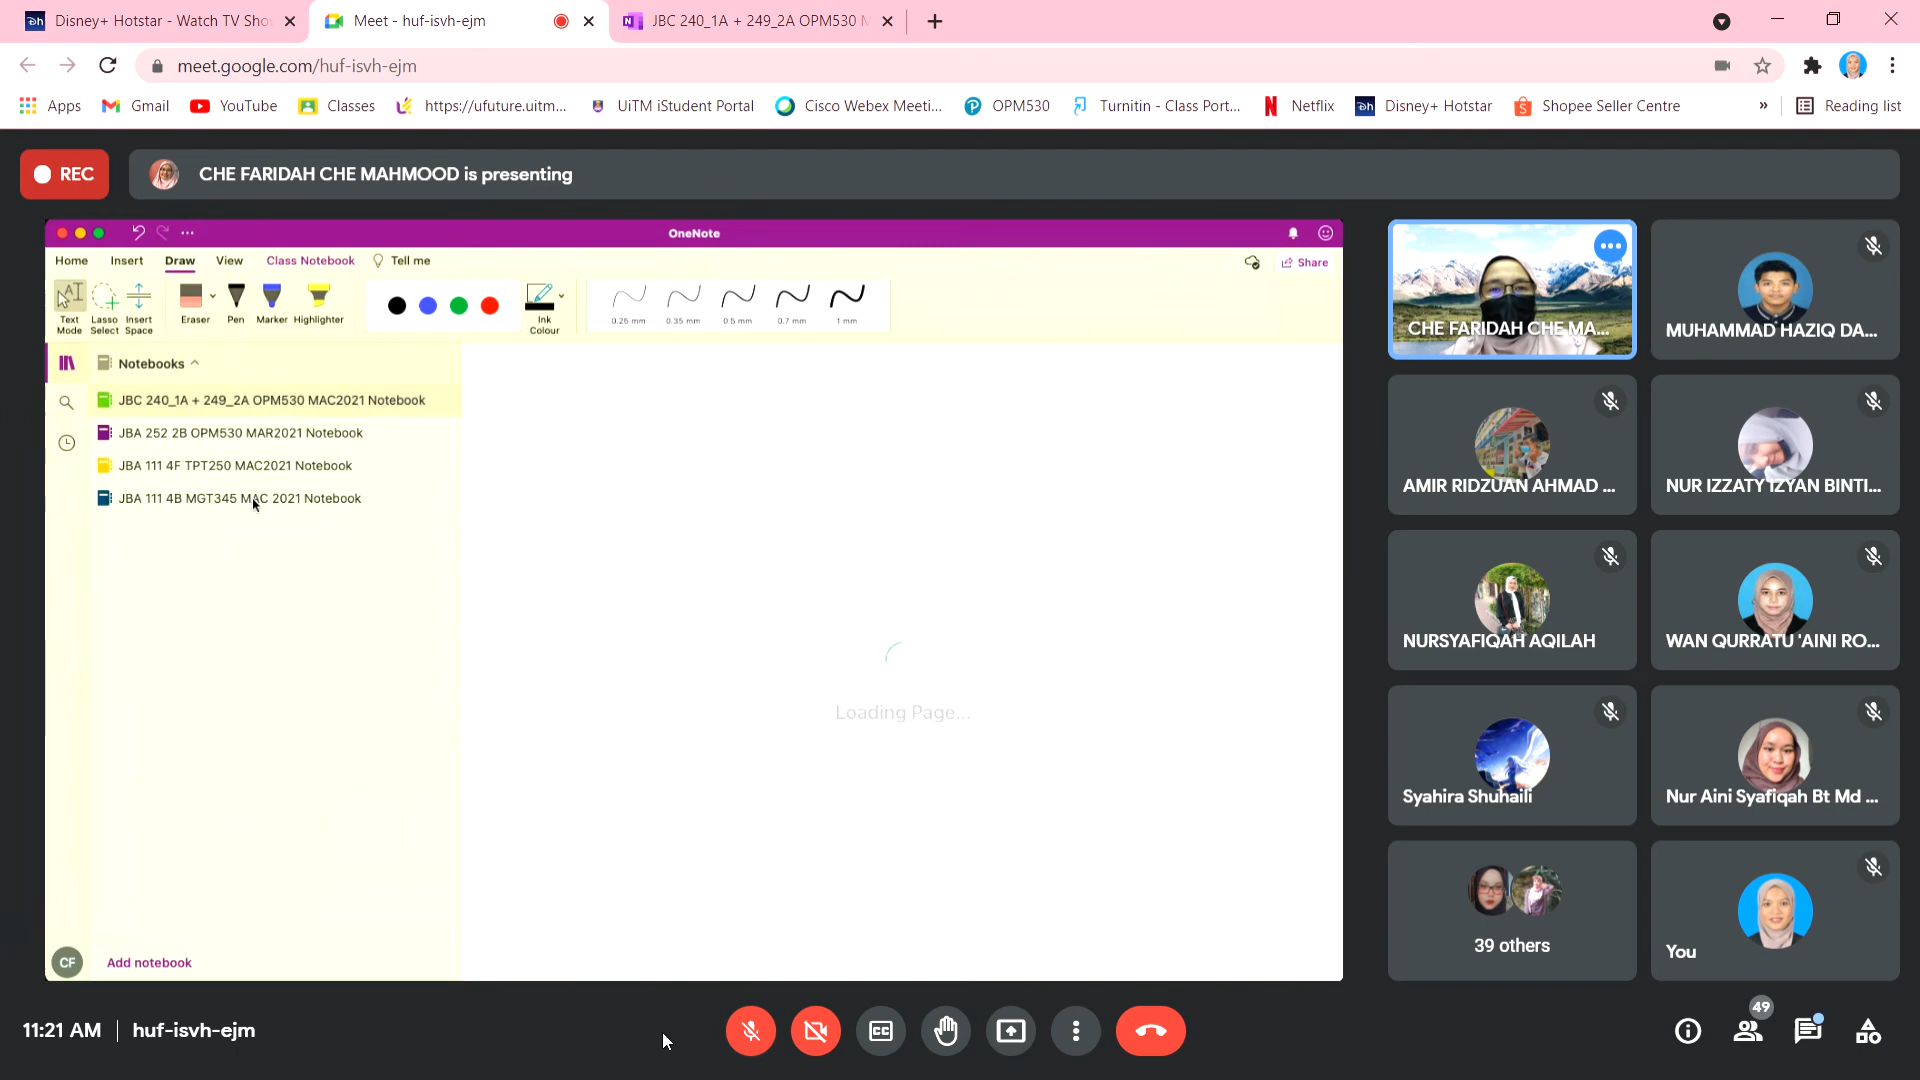 Disney+ Hotstar - Watch TV Sho
Meet - huf-isvh-ejm
JBC 240_1A + 249_2A OPM530 M
meet.google.com/huf-isvh-ejm
Apps
Gmail
YouTube
Classes
https://ufuture.uitm...
UiTM iStudent Portal
Cisco Webex Meeti...
OPM530
Turnitin - Class Port...
Netflix
Disney+ Hotstar
Shopee Seller Centre
»
Reading list
REC
CHE FARIDAH CHE MAHMOOD is presenting
OneNote
Home
Insert
Draw
View
Class Notebook
Tell me
Share
Text Mode
Lasso Select
Insert Space
Eraser
Pen
Marker
Highlighter
Ink Colour
0.25 mm
0.35 mm
0.5 mm
0.7 mm
1 mm
Notebooks
JBC 240_1A + 249_2A OPM530 MAC2021 Notebook
JBA 252 2B OPM530 MAR2021 Notebook
JBA 111 4F TPT250 MAC2021 Notebook
JBA 111 4B MGT345 MAC 2021 Notebook
Loading Page...
CF
Add notebook
CHE FARIDAH CHE MA...
MUHAMMAD HAZIQ DA...
AMIR RIDZUAN AHMAD ...
NUR IZZATY IZYAN BINTI...
NURSYAFIQAH AQILAH
WAN QURRATU 'AINI RO...
Syahira Shuhaili
Nur Aini Syafiqah Bt Md ...
39 others
You
11:21 AM | huf-isvh-ejm
49